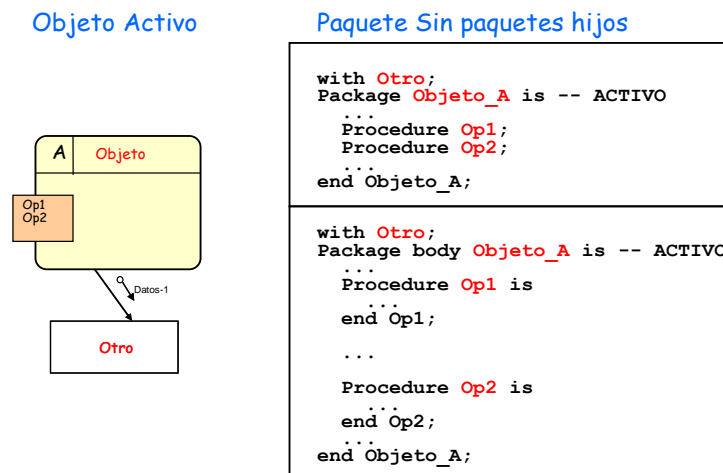 Objeto Activo
Paquete Sin paquetes hijos
A
Objeto
Op1
Op2
Datos-1
Otro
with Otro;
Package Objeto_A is -- ACTIVO
...
Procedure Op1;
Procedure Op2;
...
end Objeto_A;
with Otro;
Package body Objeto_A is -- ACTIVO
...
Procedure Op1 is
...
end Op1;
...
Procedure Op2 is
...
end Op2;
...
end Objeto_A;